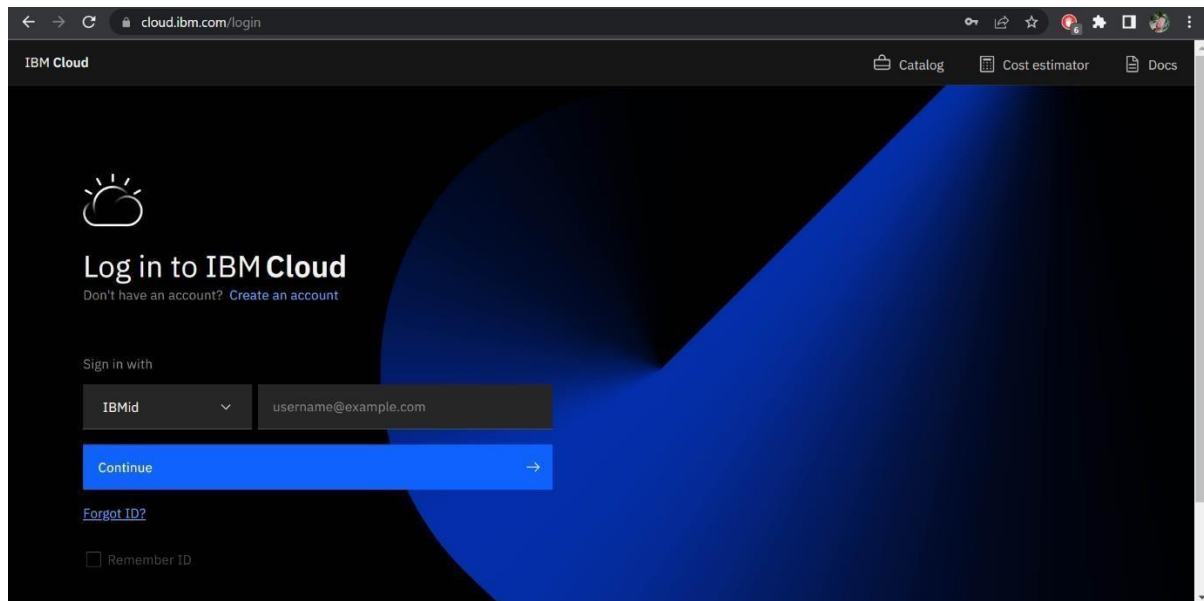 cloud.ibm.com/login
6
IBM Cloud
Catalog
Cost estimator
Docs
Log in to IBM Cloud
Don't have an account? Create an account
Sign in with
IBMid
username@example.com
Continue
Forgot ID?
Remember ID